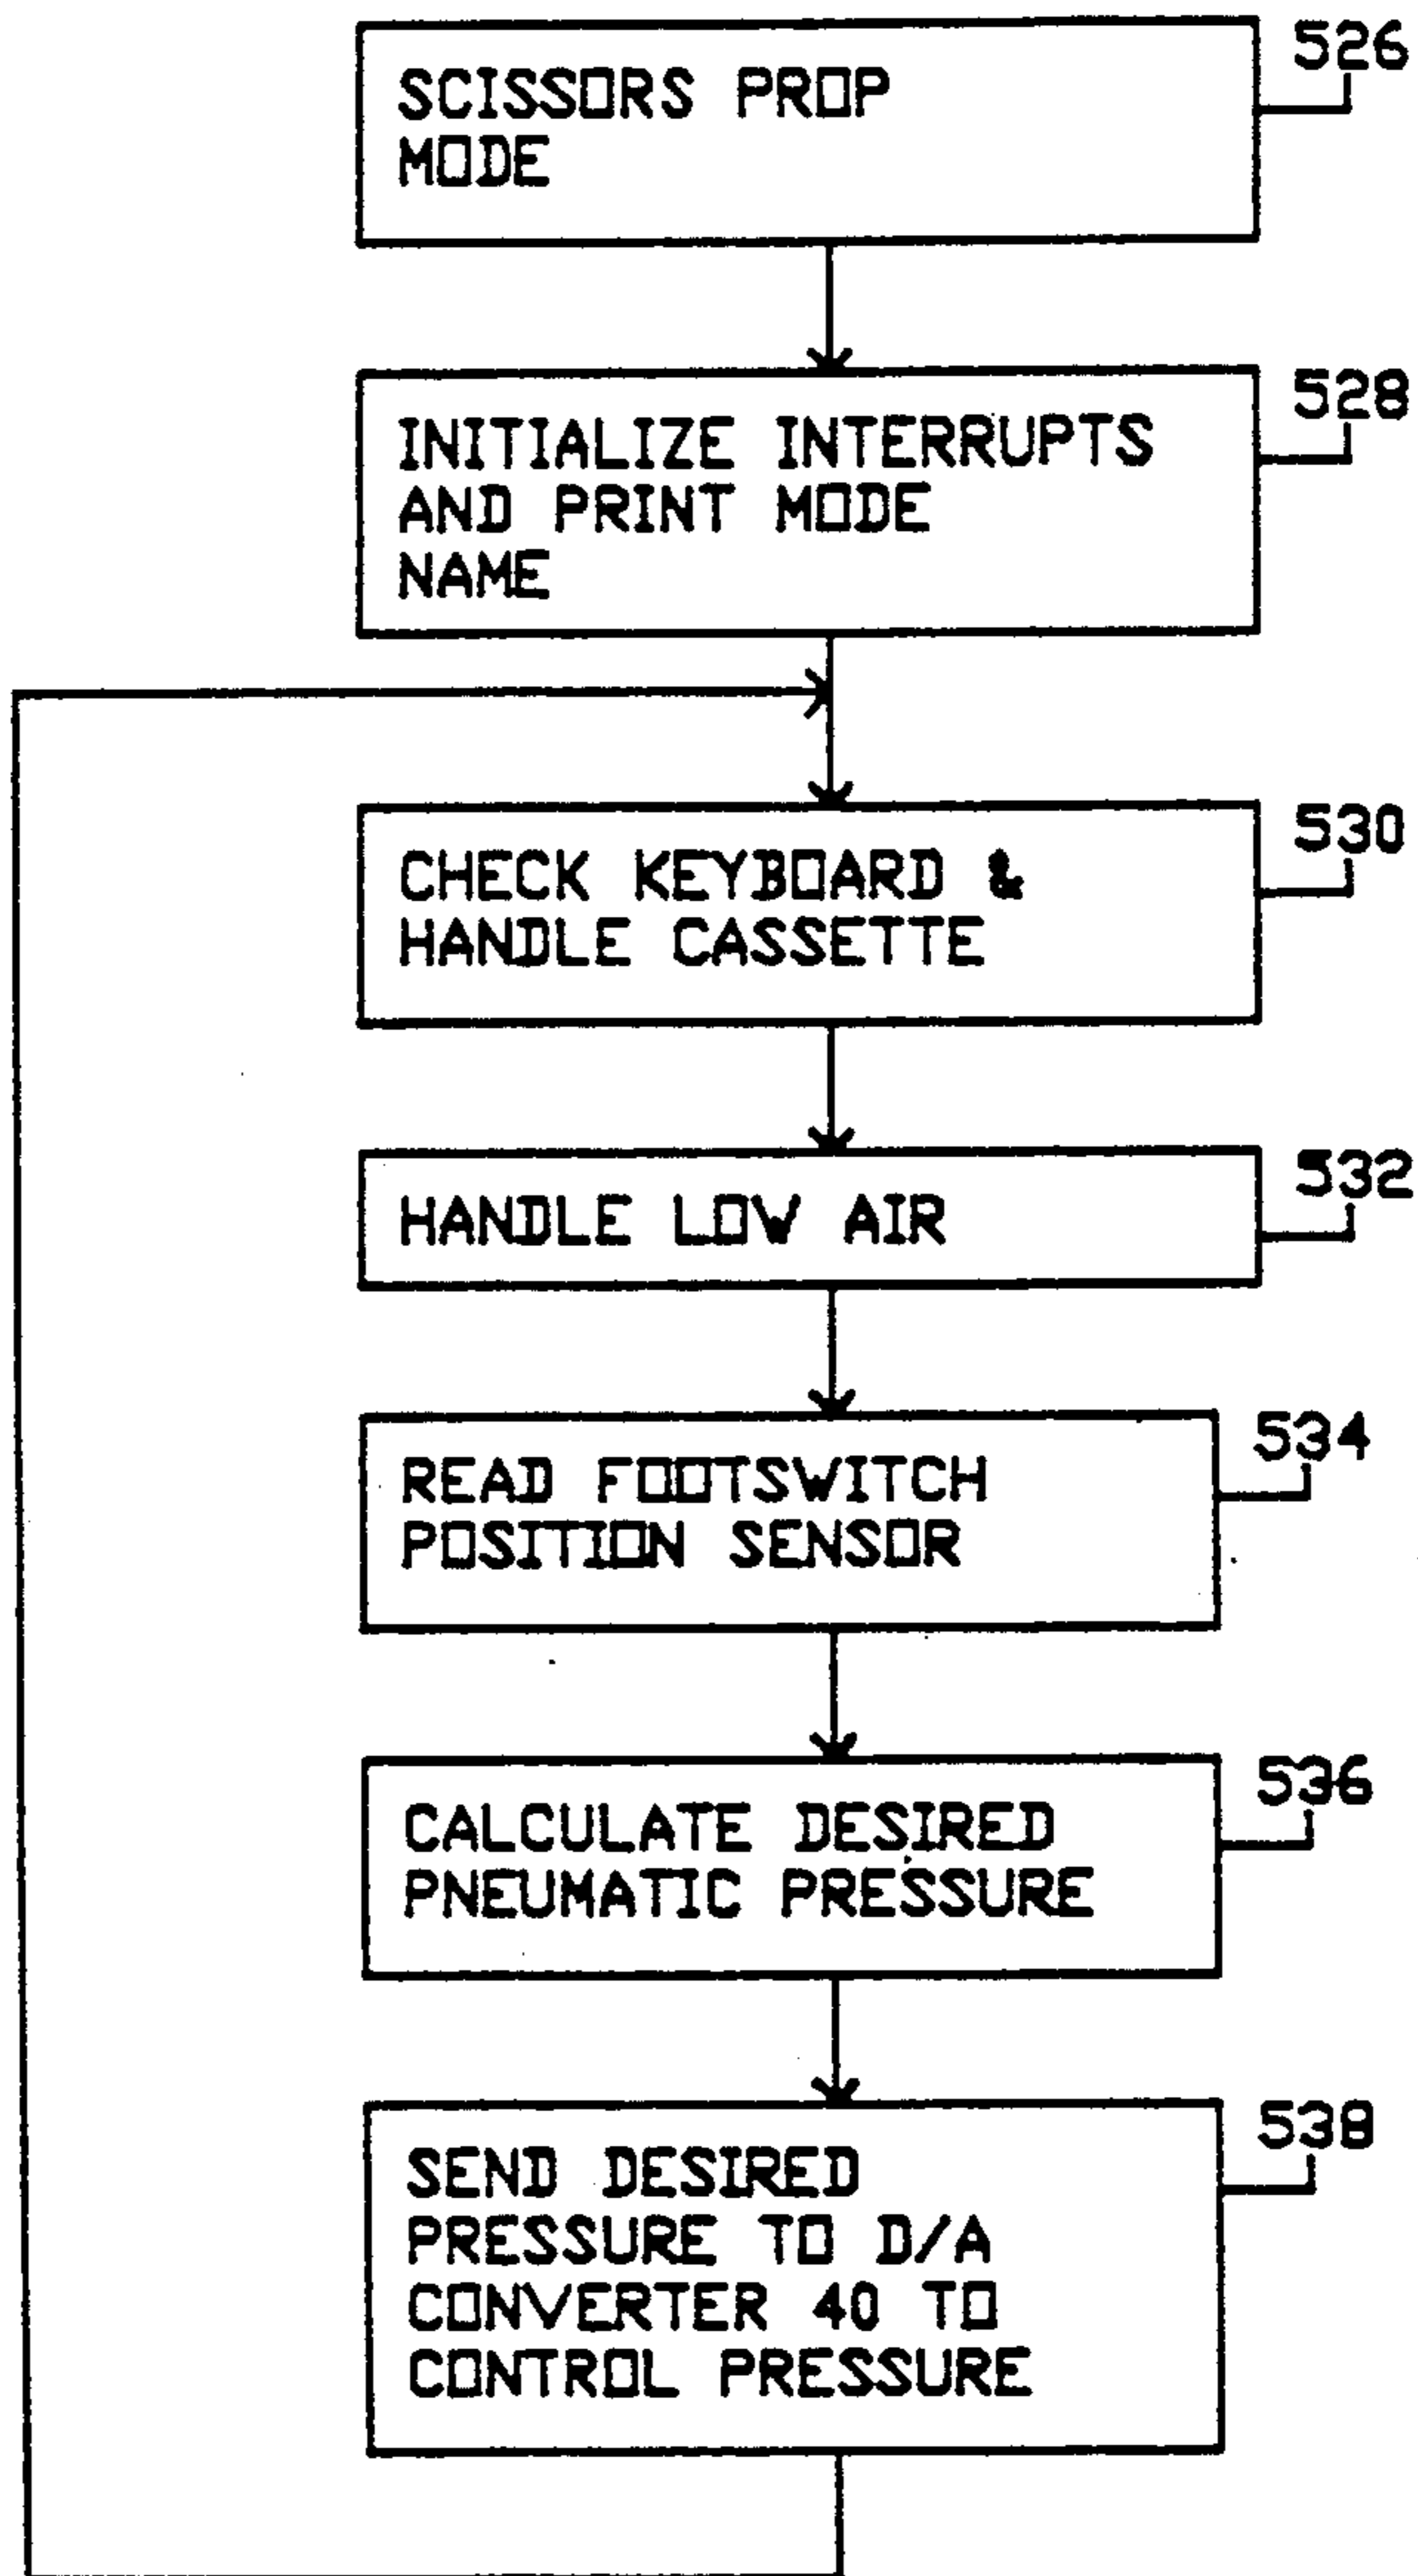 526
SCISSORS PROP
MODE
528
INITIALIZE INTERRUPTS
AND PRINT MODE
NAME
530
CHECK KEYBOARD &
HANDLE CASSETTE
532
HANDLE LOW AIR
534
READ FOOTSWITCH
POSITION SENSOR
536
CALCULATE DESIRED
PNEUMATIC PRESSURE
538
SEND DESIRED
PRESSURE TO D/A
CONVERTER 40 TO
CONTROL PRESSURE